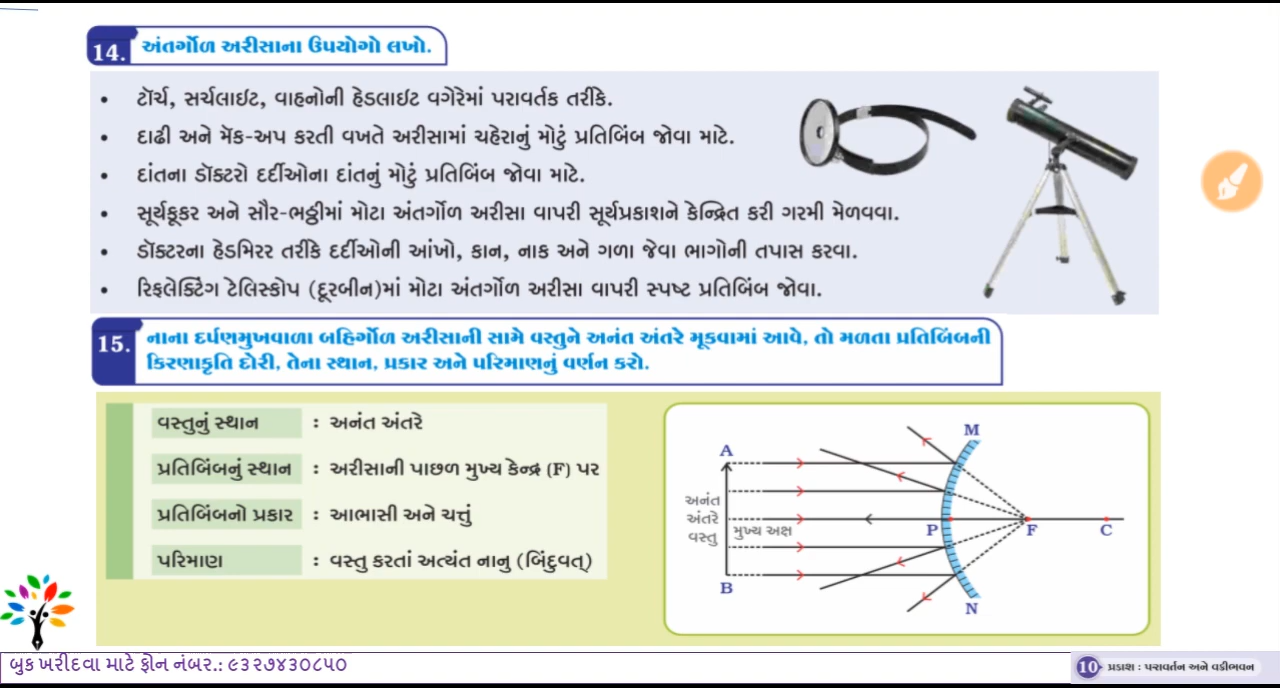 14. અંતર્ગોળ અરીસાના ઉપયોગો લખો.
• ટૉર્ચ, સર્ચલાઇટ, વાહનોની હેડલાઇટ વગેરેમાં પરાવર્તક તરીકે.
• દાઢી અને મૅક-અપ કરતી વખતે અરીસામાં ચહેરાનું મોટું પ્રતિબિંબ જોવા માટે.
• દાંતના ડૉક્ટરો દર્દીઓના દાંતનું મોટું પ્રતિબિંબ જોવા માટે.
• સૂર્યકૂકર અને સૌર-ભઠ્ઠીમાં મોટા અંતર્ગોળ અરીસા વાપરી સૂર્યપ્રકાશને કેન્દ્રિત કરી ગરમી મેળવવા.
• ડૉક્ટરના હેડમિરર તરીકે દર્દીઓની આંખો, કાન, નાક અને ગળા જેવા ભાગોની તપાસ કરવા.
• રિફલેક્ટિંગ ટેલિસ્કોપ (દૂરબીન)માં મોટા અંતર્ગોળ અરીસા વાપરી સ્પષ્ટ પ્રતિબિંબ જોવા.
15. નાના દર્પણમુખવાળા બહિર્ગોળ અરીસાની સામે વસ્તુને અનંત અંતરે મૂકવામાં આવે, તો મળતા પ્રતિબિંબની
કિરણાકૃતિ દોરી, તેના સ્થાન, પ્રકાર અને પરિમાણનું વર્ણન કરો.
વસ્તુનું સ્થાન : અનંત અંતરે
પ્રતિબિંબનું સ્થાન : અરીસાની પાછળ મુખ્ય કેન્દ્ર (F) પર
પ્રતિબિંબનો પ્રકાર : આભાસી અને ચત્તું
પરિમાણ : વસ્તુ કરતાં અત્યંત નાનુ (બિંદુવત્)
M
A
અનંત
અંતરે
વસ્તુ
મુખ્ય અક્ષ
P
F
C
B
N
બુક ખરીદવા માટે ફોન નંબર.: ૯૩૨૭૪૩૦૮૫૦
10 પ્રકાશ : પરાવર્તન અને વક્રીભવન